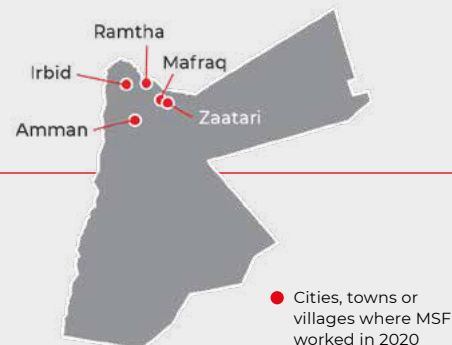 Ramtha
Mafraq
Irbid
Zaatari
Amman
Cities, towns or
villages where MSF
worked in 2020